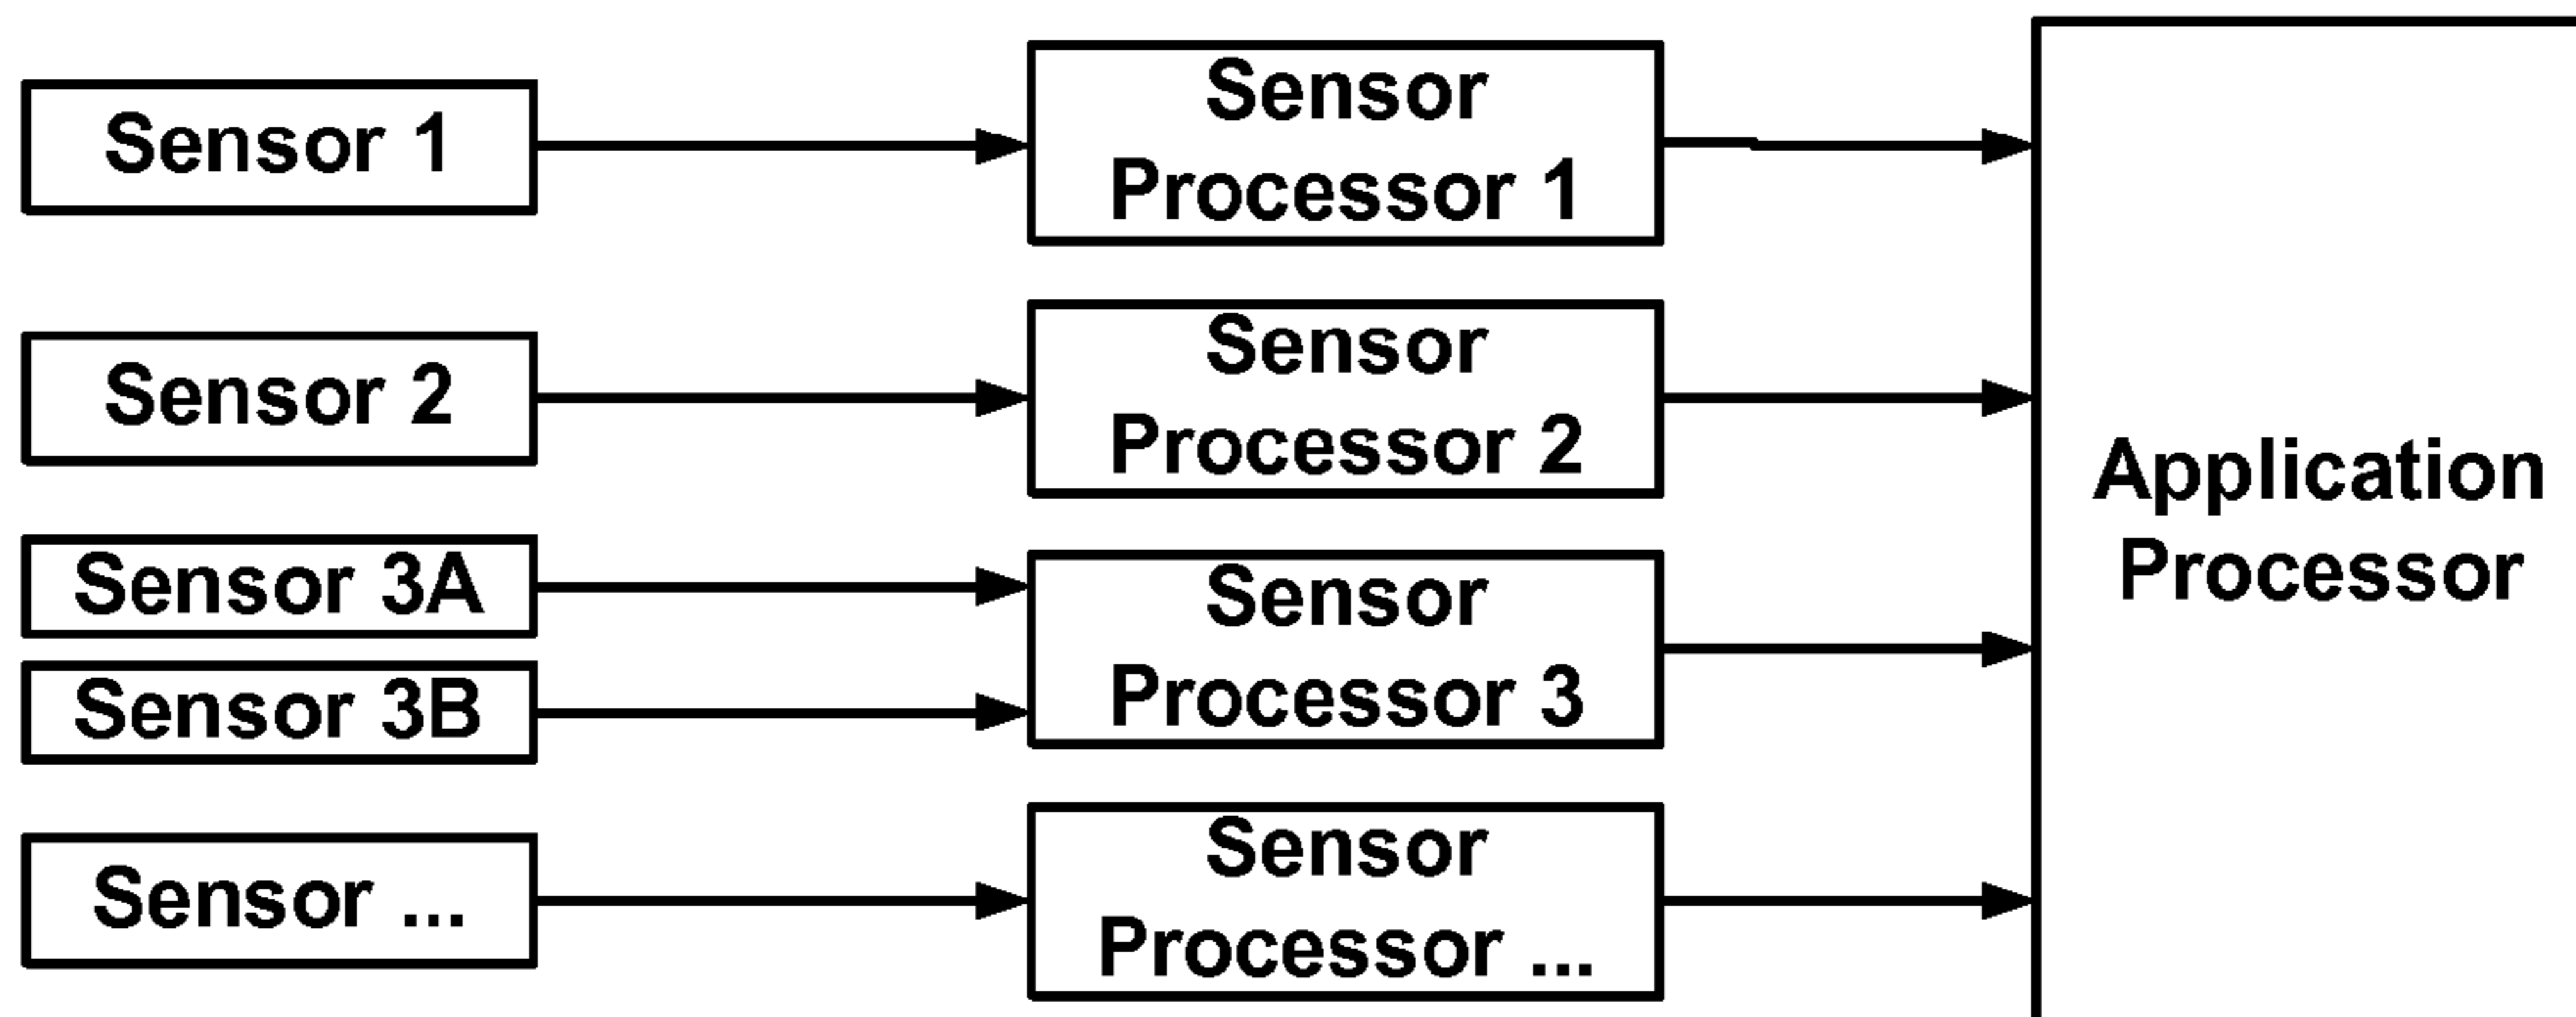 Sensor 1
Sensor
Processor 1
Sensor 2
Sensor
Processor 2
Sensor 3A
Sensor 3B
Sensor
Processor 3
Sensor ...
Sensor
Processor ...
Application
Processor